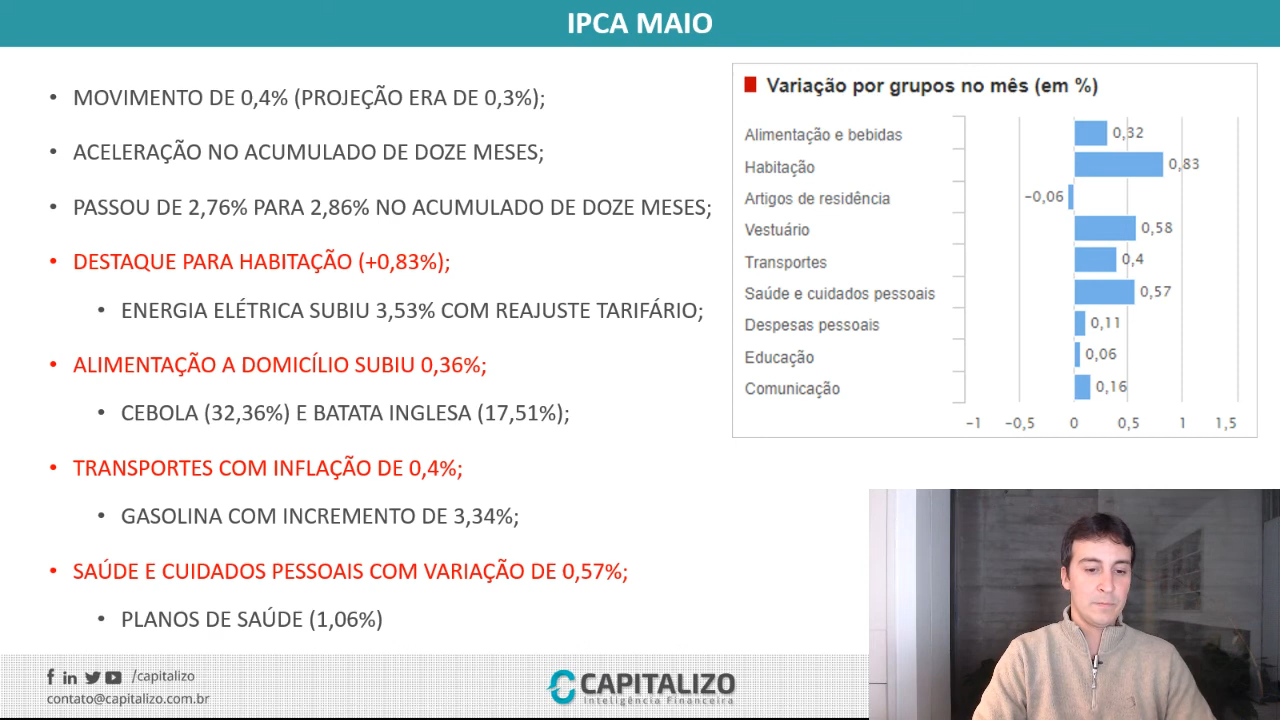 IPCA MAIO
• MOVIMENTO DE 0,4% (PROJEÇÃO ERA DE 0,3%);
• ACELERAÇÃO NO ACUMULADO DE DOZE MESES;
• PASSOU DE 2,76% PARA 2,86% NO ACUMULADO DE DOZE MESES;
• DESTAQUE PARA HABITAÇÃO (+0,83%);
• ENERGIA ELÉTRICA SUBIU 3,53% COM REAJUSTE TARIFÁRIO;
• ALIMENTAÇÃO A DOMICÍLIO SUBIU 0,36%;
• CEBOLA (32,36%) E BATATA INGLESA (17,51%);
• TRANSPORTES COM INFLAÇÃO DE 0,4%;
• GASOLINA COM INCREMENTO DE 3,34%;
• SAÚDE E CUIDADOS PESSOAIS COM VARIAÇÃO DE 0,57%;
• PLANOS DE SAÚDE (1,06%)
Variação por grupos no mês (em %)
Alimentação e bebidas 0,32
Habitação 0,83
Artigos de residência −0,06
Vestuário 0,58
Transportes 0,4
Saúde e cuidados pessoais 0,57
Despesas pessoais 0,11
Educação 0,06
Comunicação 0,16
−1 −0,5 0 0,5 1 1,5
/capitalizo
contato@capitalizo.com.br
CAPITALIZO
Inteligência Financeira